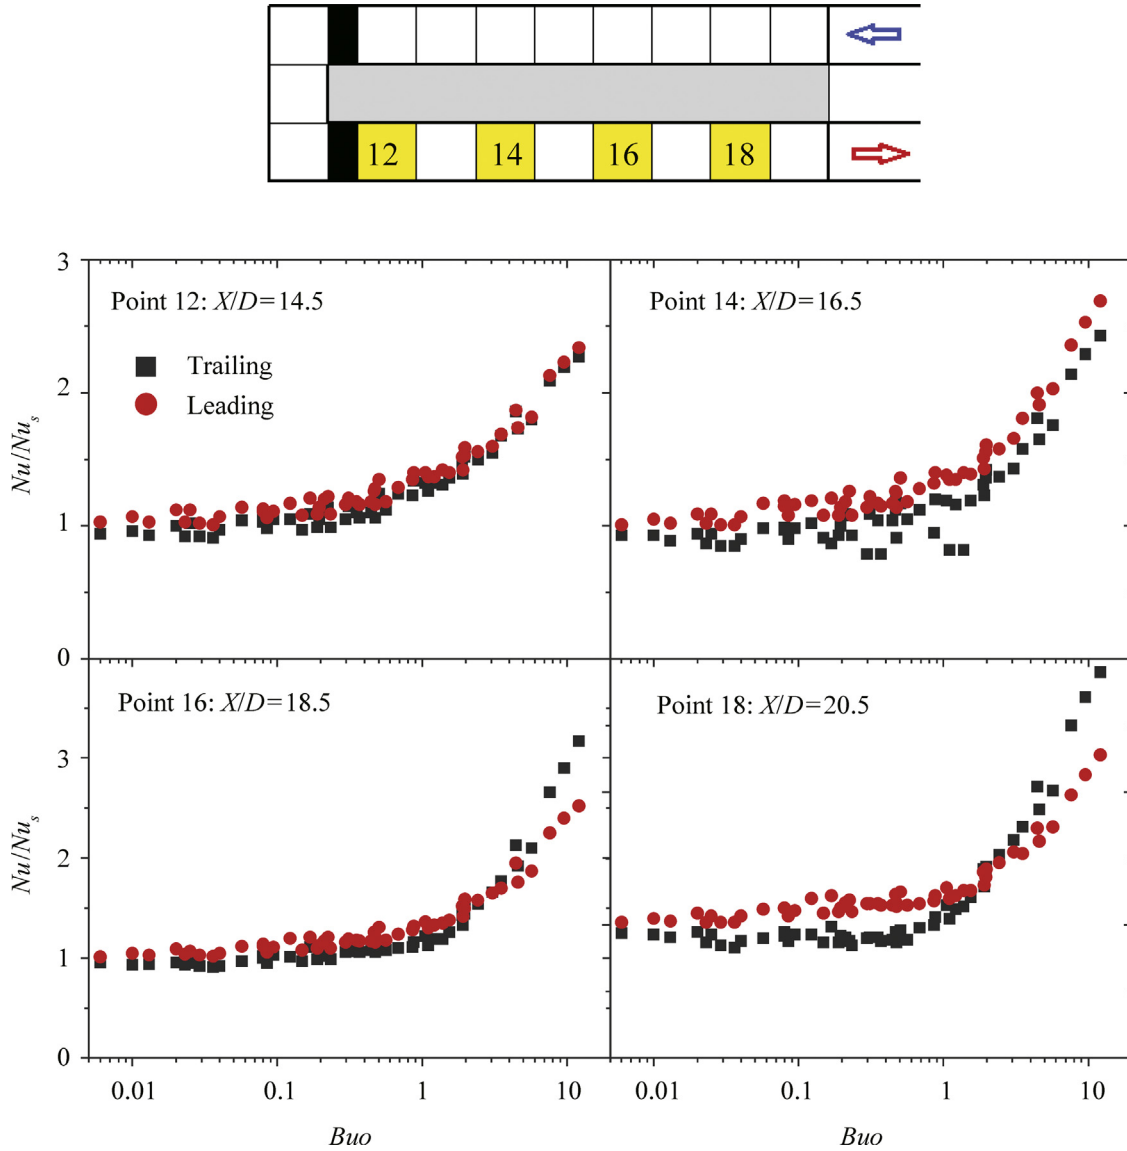 12 14 16 18
3
2
1
0
Nu/Nus
Point 12: X/D=14.5
Trailing
Leading
Point 14: X/D=16.5
3
2
1
0
Nu/Nus
Point 16: X/D=18.5
Point 18: X/D=20.5
0.01 0.1 1 10 0.01 0.1 1 10
Buo Buo